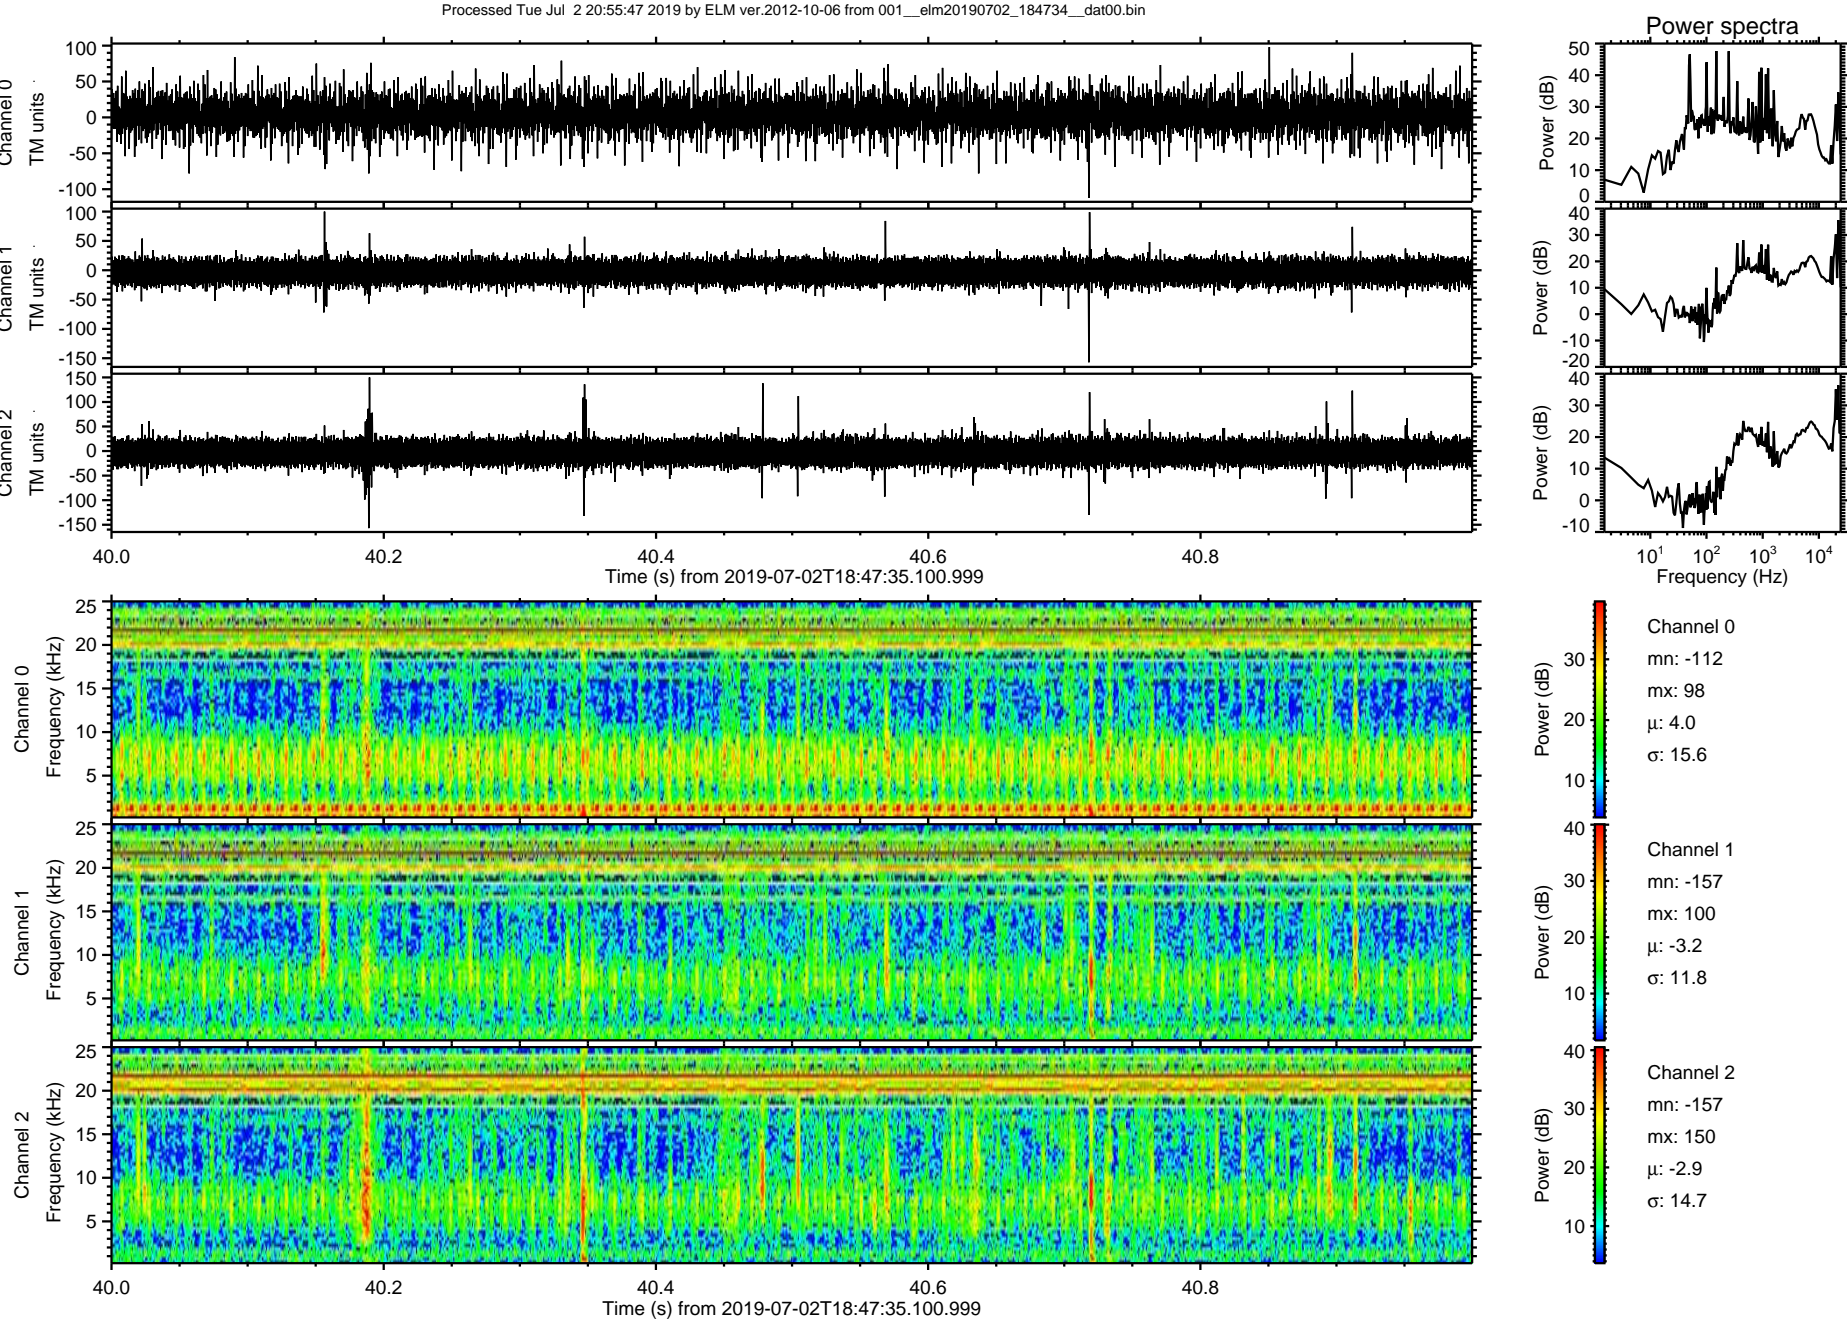 Processed Tue Jul  2 20:55:47 2019 by ELM ver.2012-10-06 from 001__elm20190702_184734__dat00.bin
Power spectra
Channel 0
TM units
100
50
0
-50
-100
Power (dB)
50
40
30
20
10
0
Channel 1
TM units
100
50
0
-50
-100
-150
Power (dB)
40
30
20
10
0
-10
-20
Channel 2
TM units
150
100
50
0
-50
-100
-150
Power (dB)
40
30
20
10
0
-10
40.0 40.2 40.4 40.6 40.8
Time (s) from 2019-07-02T18:47:35.100.999
10¹ 10² 10³ 10⁴
Frequency (Hz)
Channel 0
Frequency (kHz)
25
20
15
10
5
Power (dB)
30
20
10
Channel 0
mn: -112
mx: 98
μ: 4.0
σ: 15.6
Channel 1
Frequency (kHz)
25
20
15
10
5
Power (dB)
40
30
20
10
Channel 1
mn: -157
mx: 100
μ: -3.2
σ: 11.8
Channel 2
Frequency (kHz)
25
20
15
10
5
Power (dB)
40
30
20
10
Channel 2
mn: -157
mx: 150
μ: -2.9
σ: 14.7
40.0 40.2 40.4 40.6 40.8
Time (s) from 2019-07-02T18:47:35.100.999